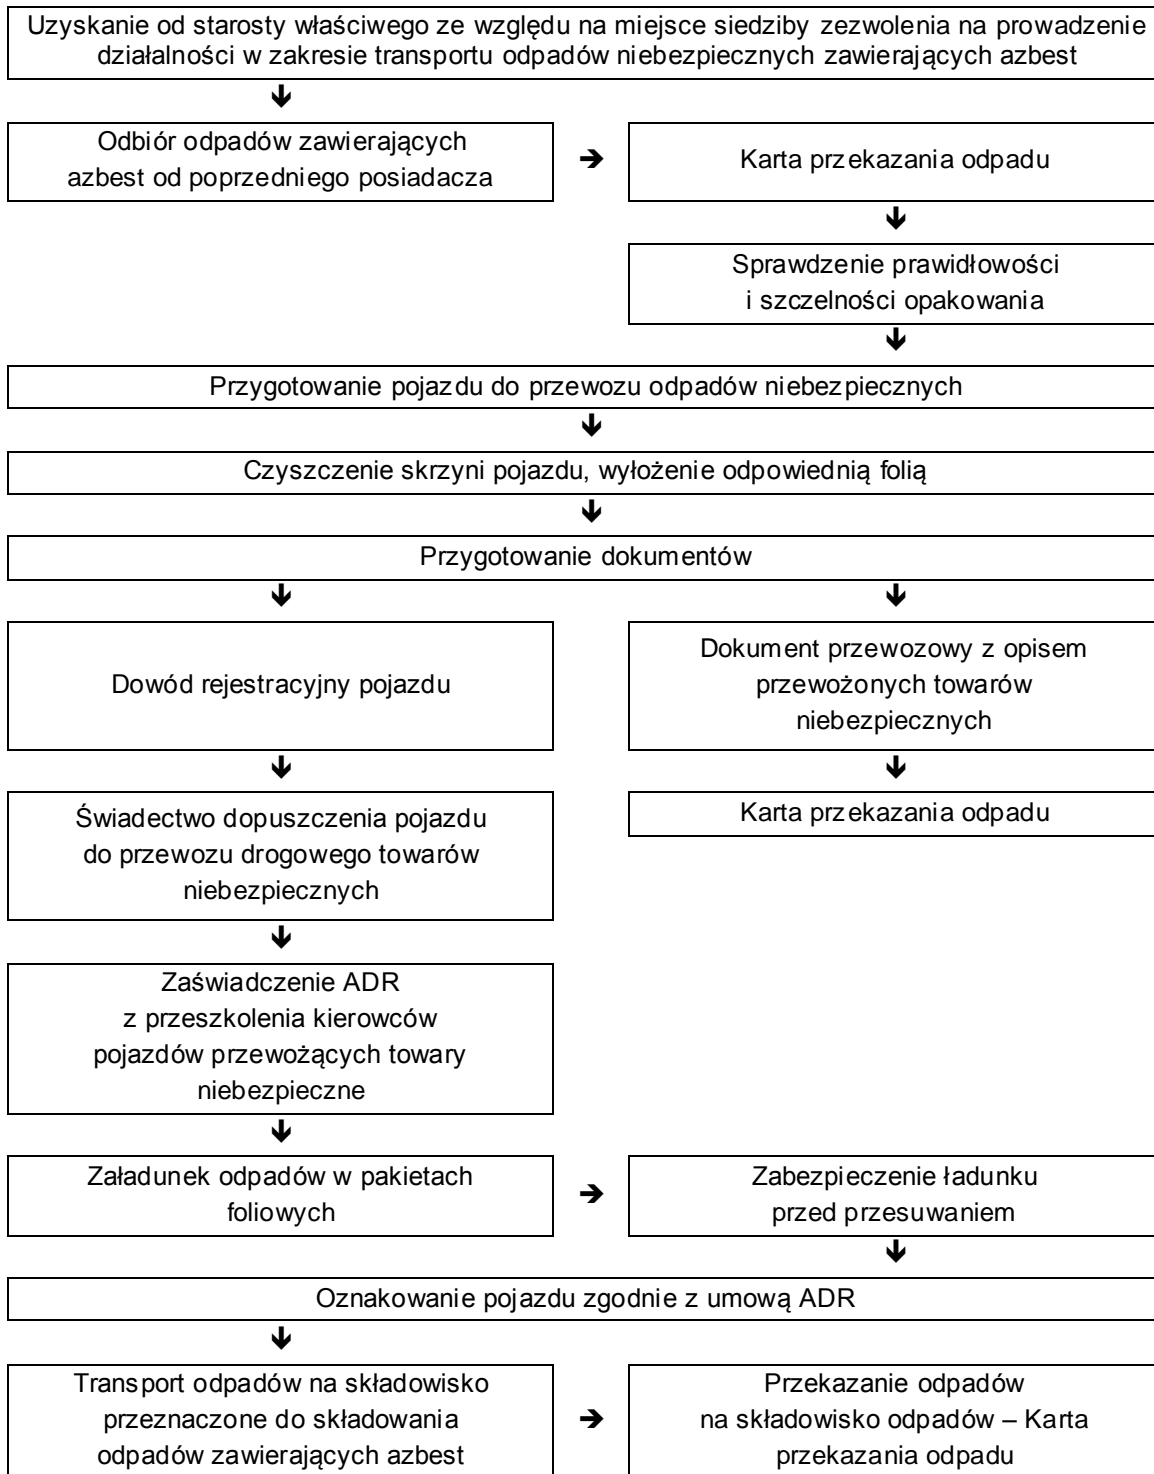 Uzyskanie od starosty właściwego ze względu na miejsce siedziby zezwolenia na prowadzenie
działalności w zakresie transportu odpadów niebezpiecznych zawierających azbest
Odbiór odpadów zawierających
azbest od poprzedniego posiadacza
Karta przekazania odpadu
Sprawdzenie prawidłowości
i szczelności opakowania
Przygotowanie pojazdu do przewozu odpadów niebezpiecznych
Czyszczenie skrzyni pojazdu, wyłożenie odpowiednią folią
Przygotowanie dokumentów
Dowód rejestracyjny pojazdu
Dokument przewozowy z opisem
przewożonych towarów
niebezpiecznych
Świadectwo dopuszczenia pojazdu
do przewozu drogowego towarów
niebezpiecznych
Karta przekazania odpadu
Zaświadczenie ADR
z przeszkolenia kierowców
pojazdów przewożących towary
niebezpieczne
Załadunek odpadów w pakietach
foliowych
Zabezpieczenie ładunku
przed przesuwaniem
Oznakowanie pojazdu zgodnie z umową ADR
Transport odpadów na składowisko
przeznaczone do składowania
odpadów zawierających azbest
Przekazanie odpadów
na składowisko odpadów – Karta
przekazania odpadu